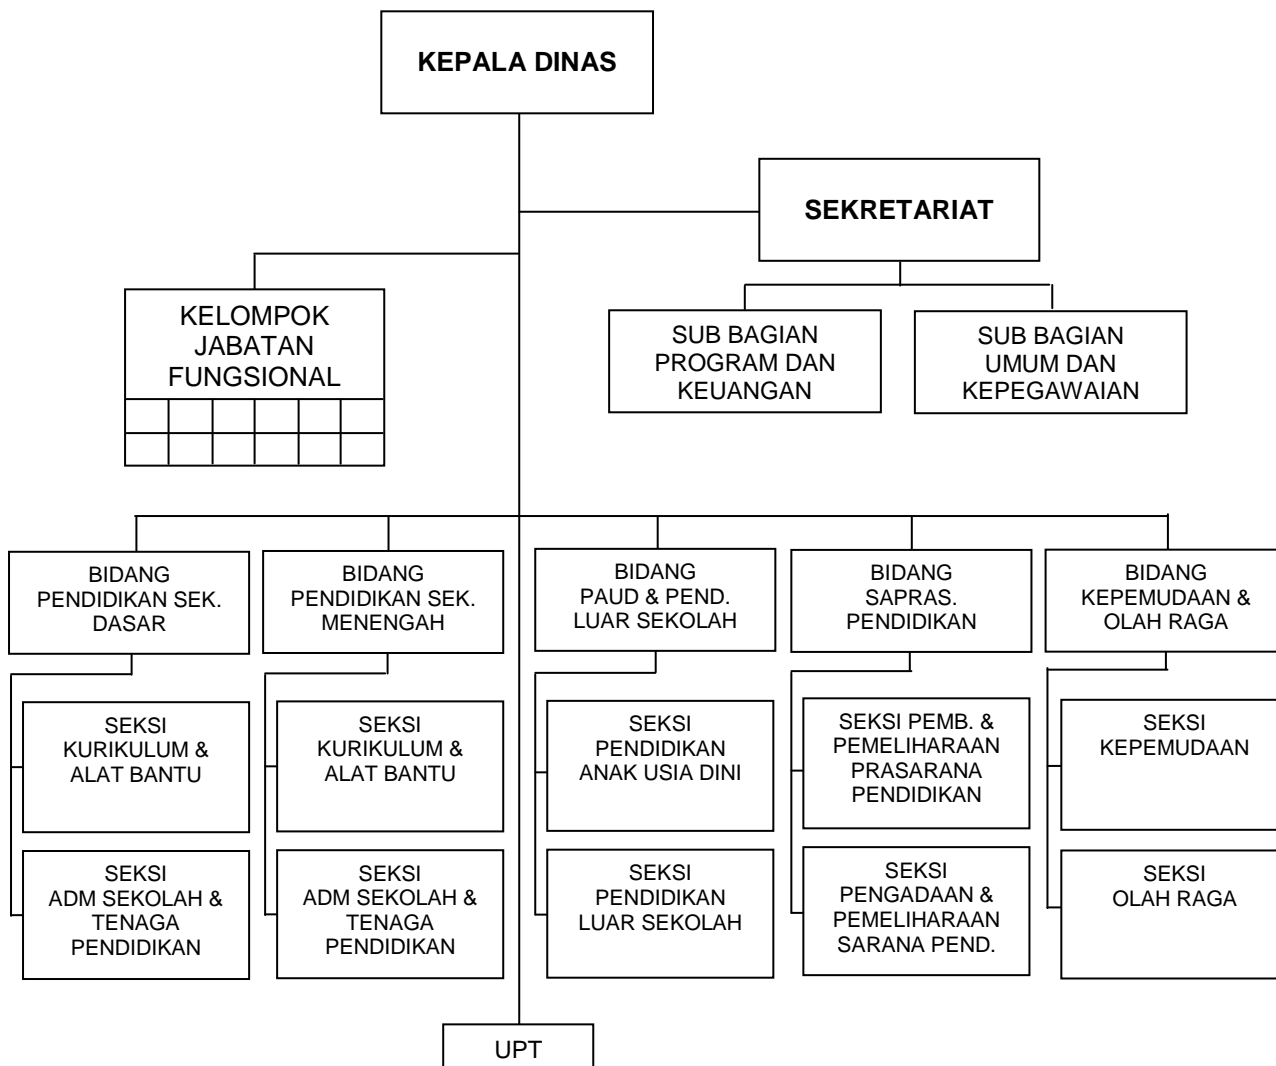 KEPALA DINAS
SEKRETARIAT
KELOMPOK
JABATAN
FUNGSIONAL
SUB BAGIAN
PROGRAM DAN
KEUANGAN
SUB BAGIAN
UMUM DAN
KEPEGAWAIAN
BIDANG
PENDIDIKAN SEK.
DASAR
BIDANG
PENDIDIKAN SEK.
MENENGAH
BIDANG
PAUD & PEND.
LUAR SEKOLAH
BIDANG
SAPRAS.
PENDIDIKAN
BIDANG
KEPEMUDAAN &
OLAH RAGA
SEKSI
KURIKULUM &
ALAT BANTU
SEKSI
KURIKULUM &
ALAT BANTU
SEKSI
PENDIDIKAN
ANAK USIA DINI
SEKSI PEMB. &
PEMELIHARAAN
PRASARANA
PENDIDIKAN
SEKSI
KEPEMUDAAN
SEKSI
ADM SEKOLAH &
TENAGA
PENDIDIKAN
SEKSI
ADM SEKOLAH &
TENAGA
PENDIDIKAN
SEKSI
PENDIDIKAN
LUAR SEKOLAH
SEKSI
PENGADAAN &
PEMELIHARAAN
SARANA PEND.
SEKSI
OLAH RAGA
UPT